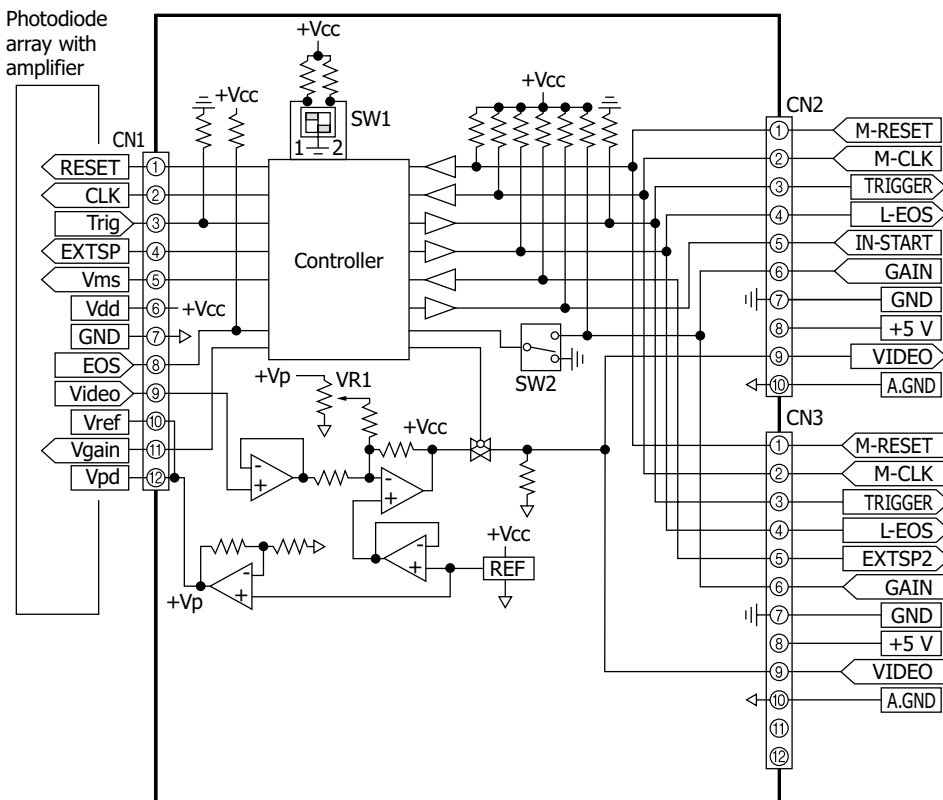 Photodiode
array with
amplifier
+Vcc
+Vcc
+Vcc
SW1
1 2
CN1
CN2
① RESET
② CLK
③ Trig
④ EXTSP
⑤ Vms
⑥ Vdd
+Vcc
⑦ GND
⑧ EOS
⑨ Video
⑩ Vref
⑪ Vgain
⑫ Vpd
Controller
SW2
+Vp
VR1
+Vcc
-
+
-
+
-
+
-
+
+Vp
+Vcc
REF
① M-RESET
② M-CLK
③ TRIGGER
④ L-EOS
⑤ IN-START
⑥ GAIN
⑦ GND
⑧ +5 V
⑨ VIDEO
⑩ A.GND
CN3
① M-RESET
② M-CLK
③ TRIGGER
④ L-EOS
⑤ EXTSP2
⑥ GAIN
⑦ GND
⑧ +5 V
⑨ VIDEO
⑩ A.GND
⑪
⑫